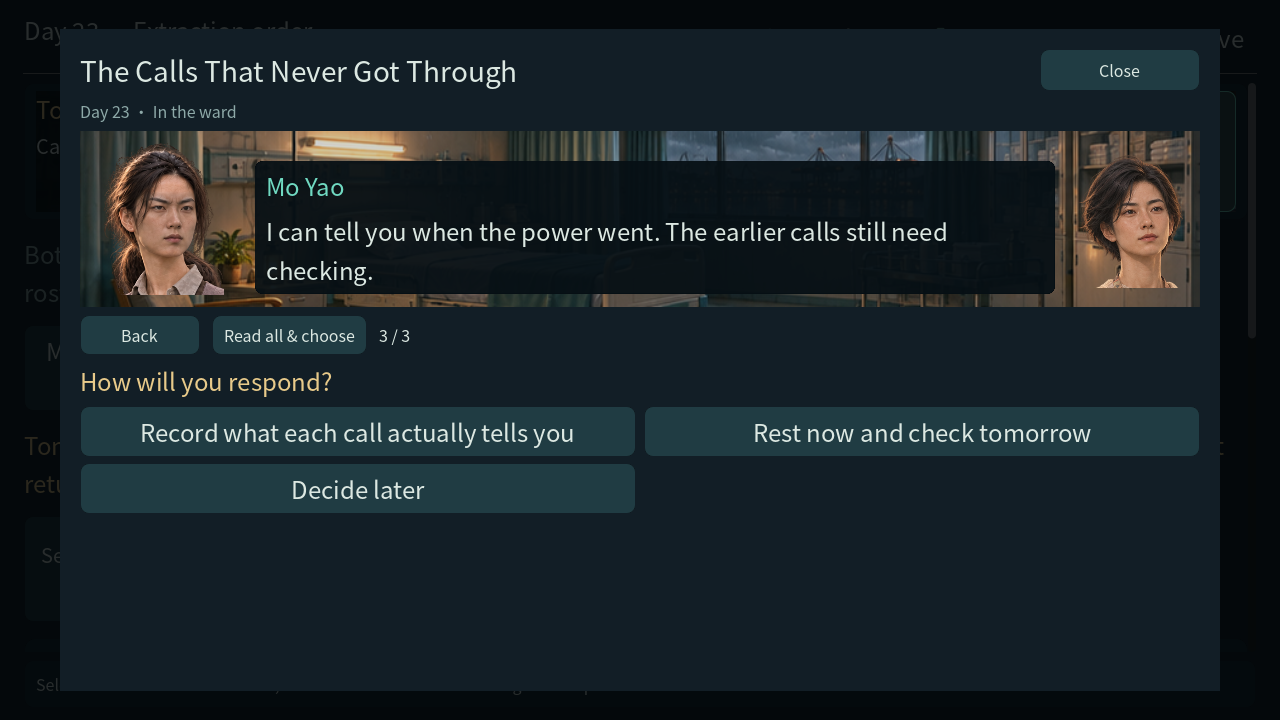 The Calls That Never Got Through
Close
Day 23 • In the ward
Mo Yao
I can tell you when the power went. The earlier calls still need
checking.
Back
Read all & choose
3 / 3
How will you respond?
Record what each call actually tells you
Rest now and check tomorrow
Decide later